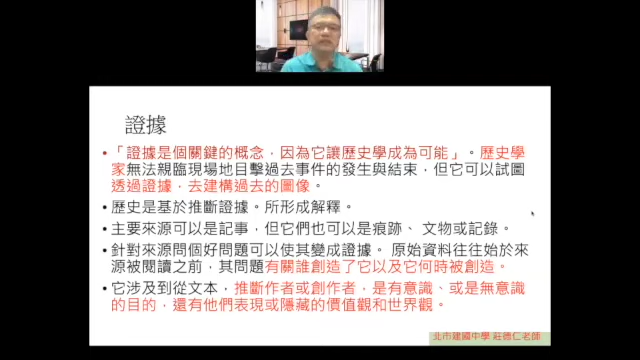 證據
• 「證據是個關鍵的概念，因為它讓歷史學成為可能」。歷史學
家無法親臨現場地目擊過去事件的發生與結束，但它可以試圖
透過證據，去建構過去的圖像。
• 歷史是基於推斷證據。所形成解釋。
• 主要來源可以是記事，但它們也可以是痕跡、文物或記錄。
• 針對來源問個好問題可以使其變成證據。 原始資料往往始於來
源被閱讀之前，其問題有關誰創造了它以及它何時被創造。
• 它涉及到從文本，推斷作者或創作者，是有意識、或是無意識
的目的，還有他們表現或隱藏的價值觀和世界觀。
北市建國中學 莊德仁老師